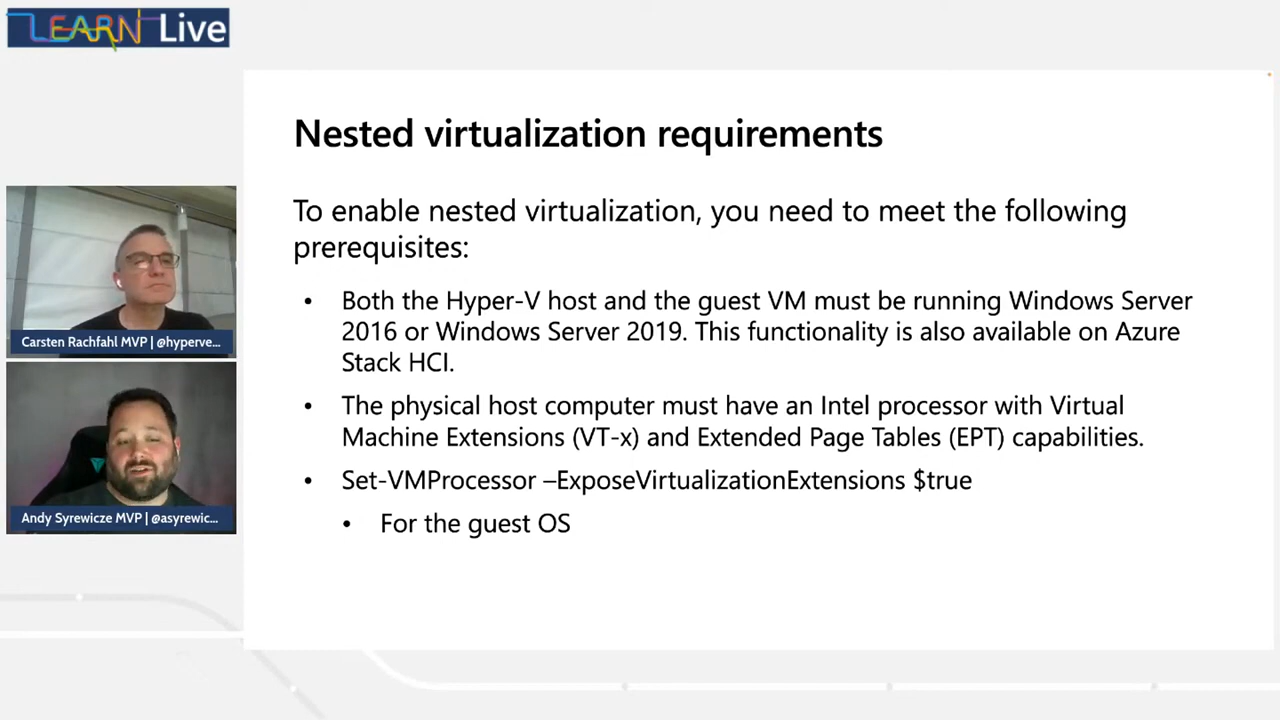 LEARN Live
Nested virtualization requirements
To enable nested virtualization, you need to meet the following
prerequisites:
• Both the Hyper-V host and the guest VM must be running Windows Server
2016 or Windows Server 2019. This functionality is also available on Azure
Stack HCI.
• The physical host computer must have an Intel processor with Virtual
Machine Extensions (VT-x) and Extended Page Tables (EPT) capabilities.
• Set-VMProcessor –ExposeVirtualizationExtensions $true
• For the guest OS
Carsten Rachfahl MVP | @hyperve...
Andy Syrewicze MVP | @asyrewic...